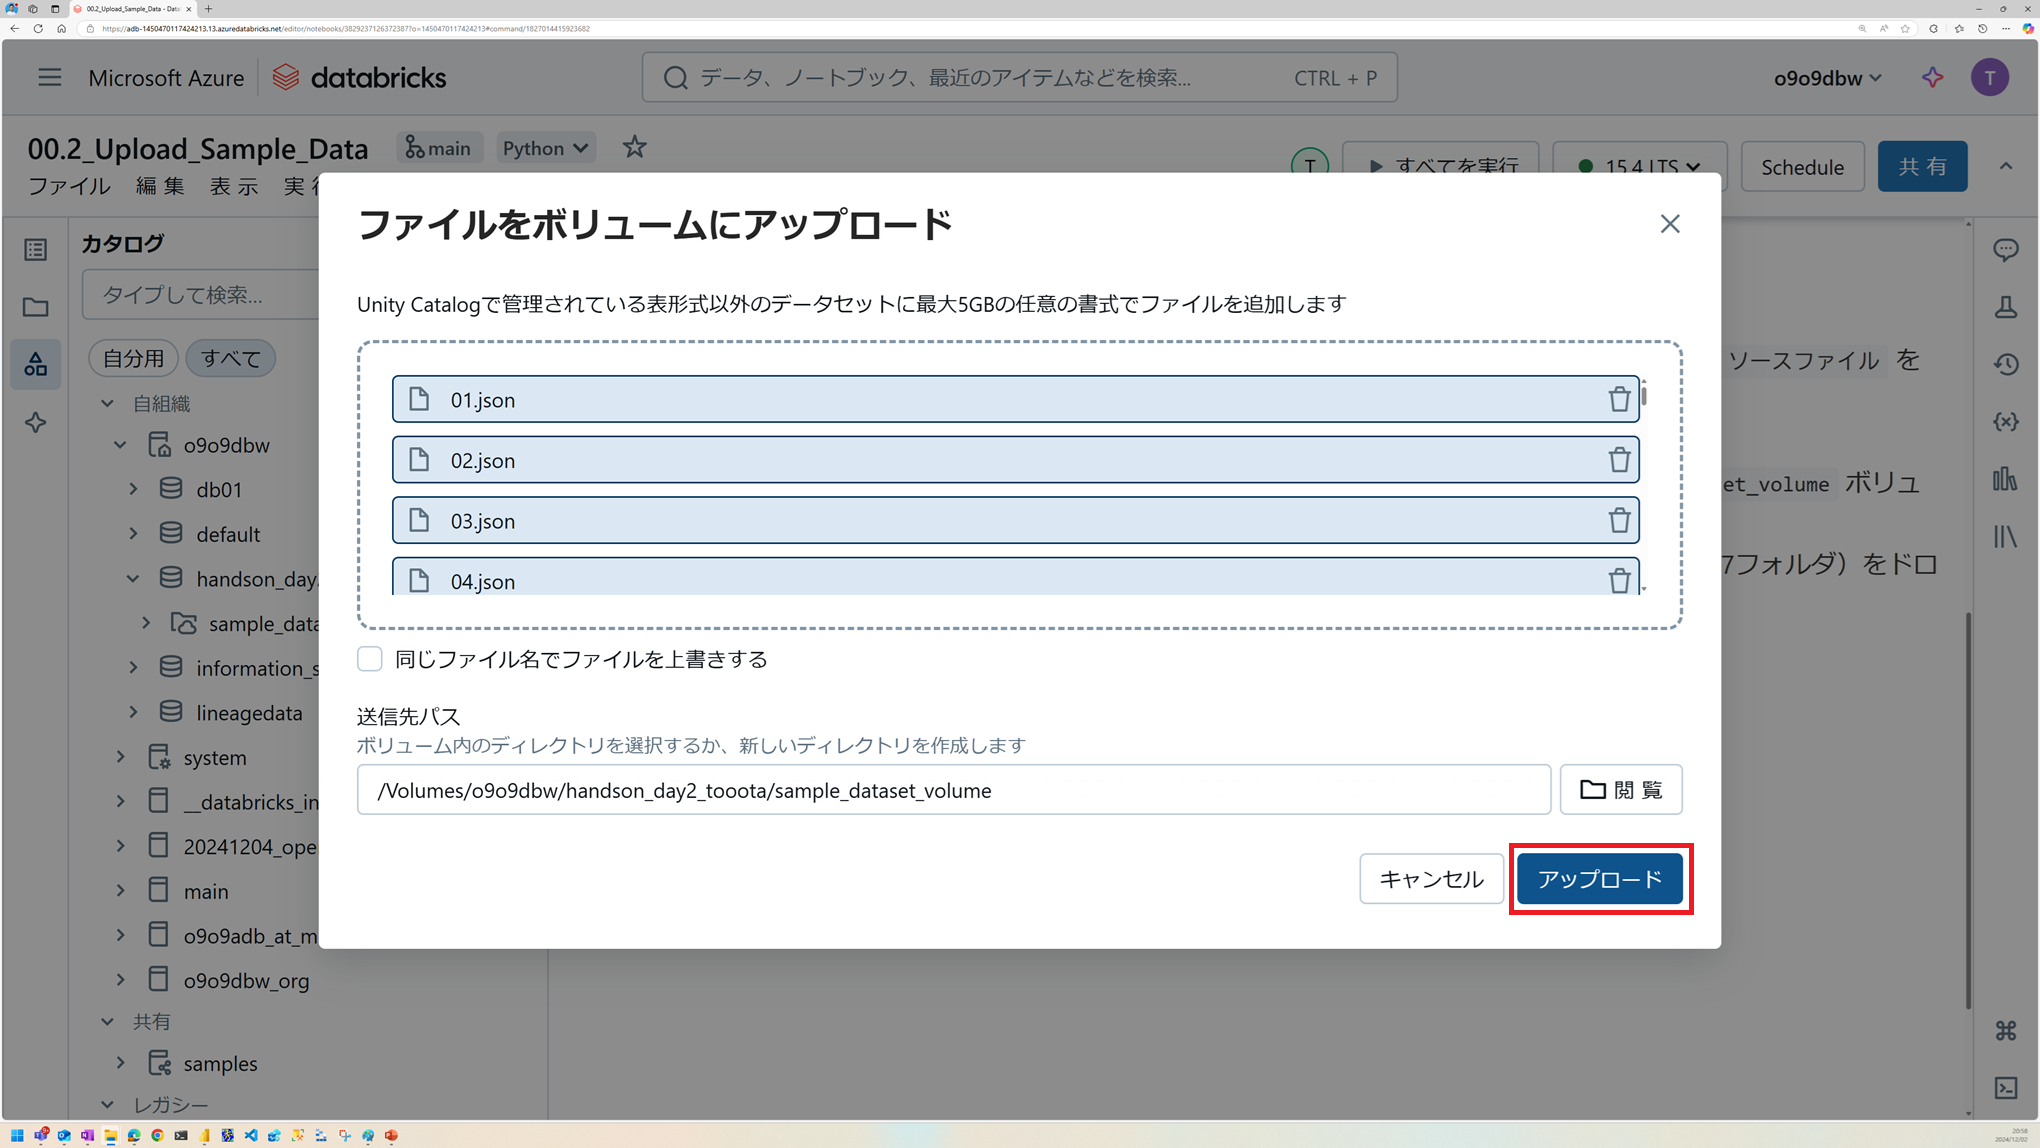 00.2_Upload_Sample_Data - Data
https://adb-1450470117424213.13.azuredatabricks.net/editor/notebooks/3829237126372387?o=1450470117424213#command/1827014415923682
Microsoft Azure databricks
データ、ノートブック、最近のアイテムなどを検索... CTRL + P
o9o9dbw
T
00.2_Upload_Sample_Data main Python
T すべてを実行 15.4 LTS Schedule 共有
ファイル 編集 表示 実行
カタログ
タイプして検索...
自分用 すべて
自組織
o9o9dbw
db01
default
handson_day
sample_data
information_s
lineagedata
system
__databricks_in
20241204_ope
main
o9o9adb_at_m
o9o9dbw_org
共有
samples
レガシー
ファイルをボリュームにアップロード
Unity Catalogで管理されている表形式以外のデータセットに最大5GBの任意の書式でファイルを追加します
01.json
02.json
03.json
04.json
同じファイル名でファイルを上書きする
送信先パス
ボリューム内のディレクトリを選択するか、新しいディレクトリを作成します
/Volumes/o9o9dbw/handson_day2_tooota/sample_dataset_volume
閲覧
キャンセル アップロード
ソースファイル を
et_volume ボリュ
7フォルダ）をドロ
20:58
2024/12/02